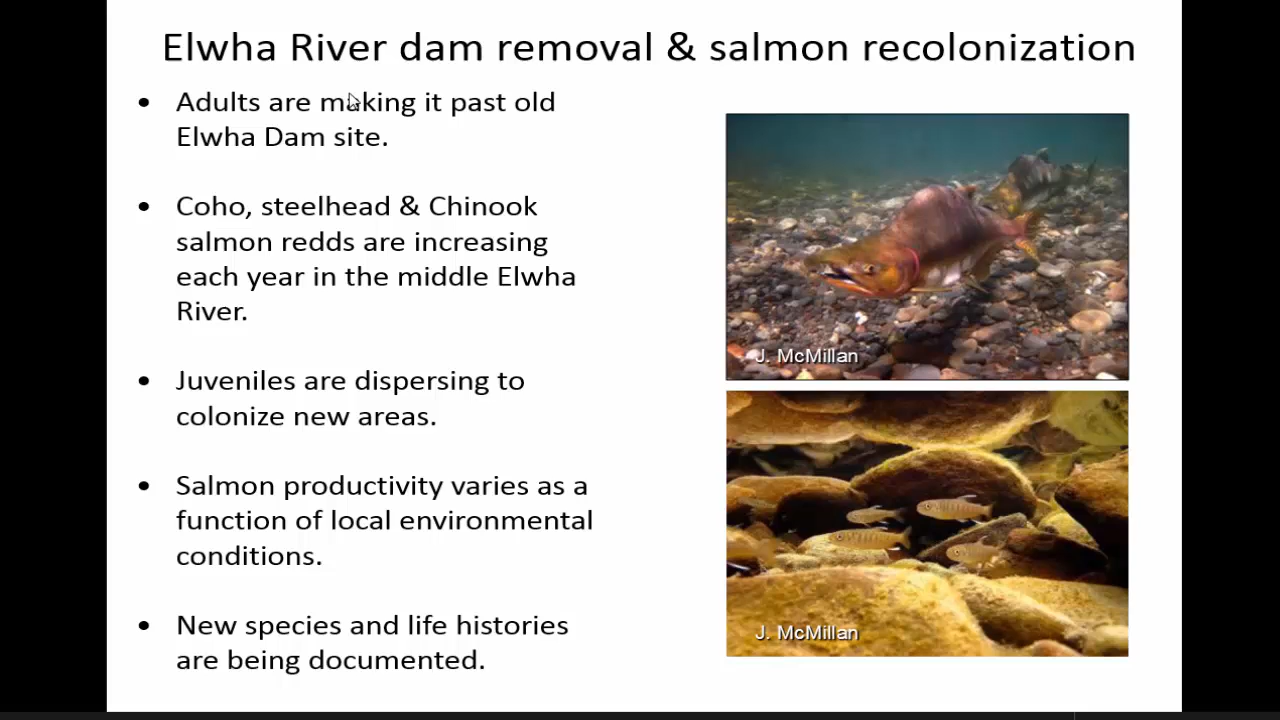 Elwha River dam removal & salmon recolonization
• Adults are making it past old
Elwha Dam site.
• Coho, steelhead & Chinook
salmon redds are increasing
each year in the middle Elwha
River.
• Juveniles are dispersing to
colonize new areas.
• Salmon productivity varies as a
function of local environmental
conditions.
• New species and life histories
are being documented.
J. McMillan
J. McMillan